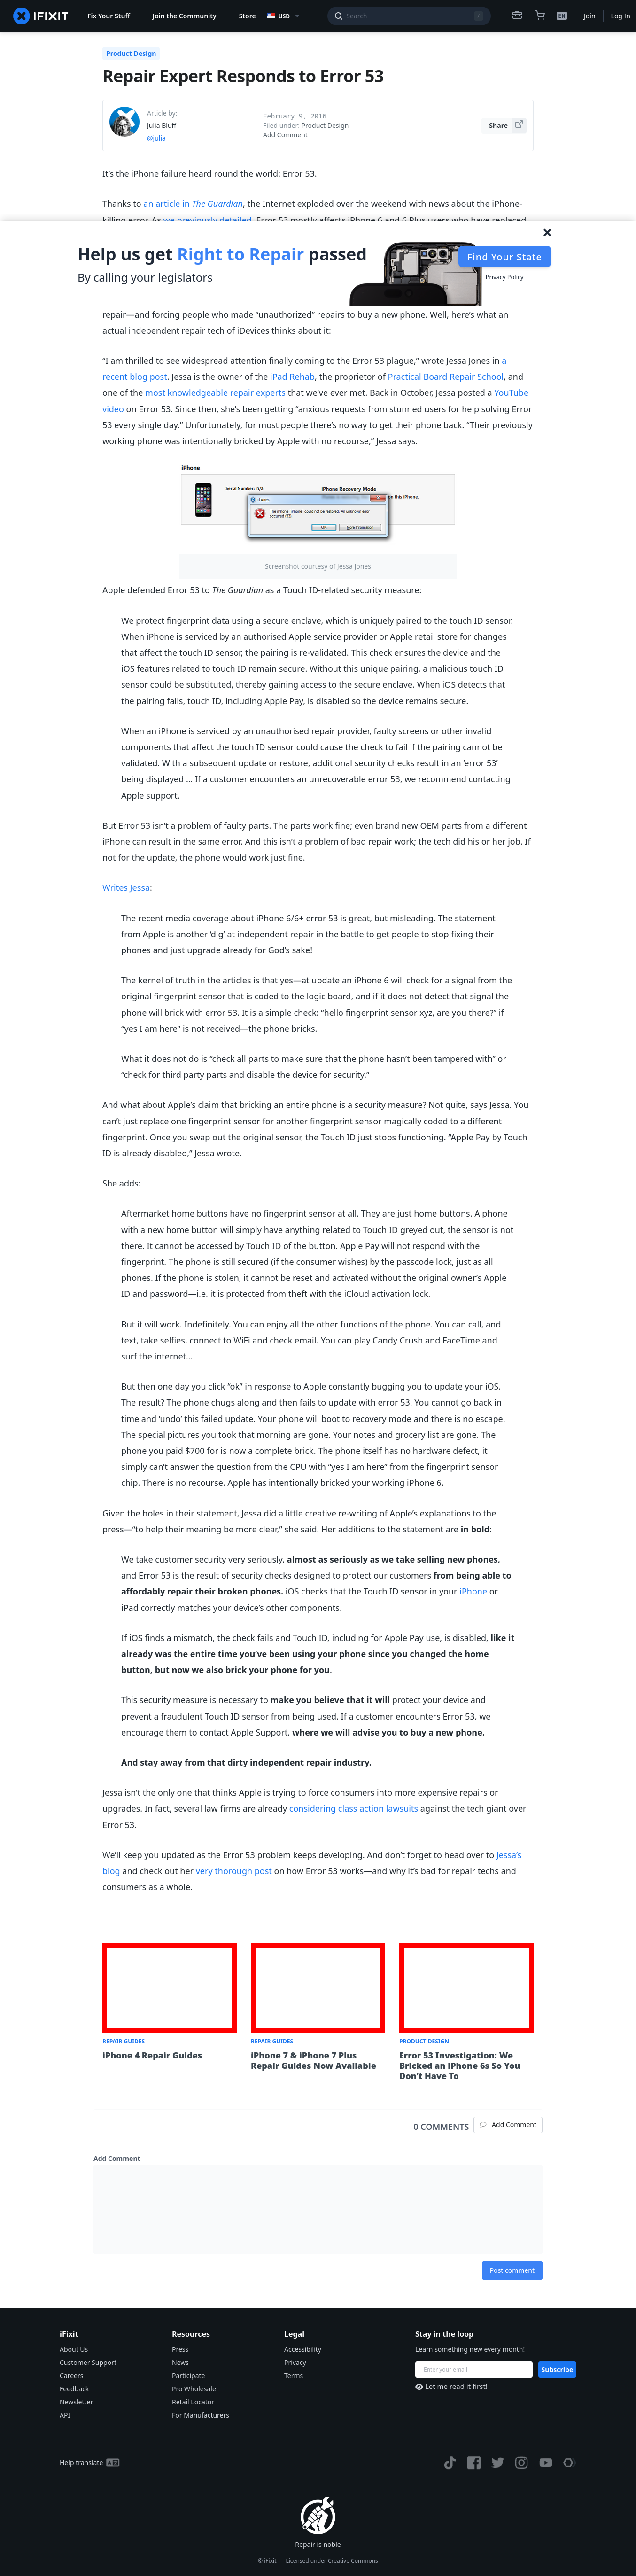 IFIXIT
Fix Your Stuff
Join the Community
Store
USD
Search
/
EN
Join
Log In
Product Design
Repair Expert Responds to Error 53
Article by:
Julia Bluff
@julia
February 9, 2016
Filed under: Product Design
Add Comment
Share
It’s the iPhone failure heard round the world: Error 53.
Thanks to an article in The Guardian, the Internet exploded over the weekend with news about the iPhone-
killing error. As we previously detailed, Error 53 mostly affects iPhone 6 and 6 Plus users who have replaced
Help us get Right to Repair passed
By calling your legislators
Find Your State
Privacy Policy
repair—and forcing people who made “unauthorized” repairs to buy a new phone. Well, here’s what an
actual independent repair tech of iDevices thinks about it:
“I am thrilled to see widespread attention finally coming to the Error 53 plague,” wrote Jessa Jones in a
recent blog post. Jessa is the owner of the iPad Rehab, the proprietor of Practical Board Repair School, and
one of the most knowledgeable repair experts that we’ve ever met. Back in October, Jessa posted a YouTube
video on Error 53. Since then, she’s been getting “anxious requests from stunned users for help solving Error
53 every single day.” Unfortunately, for most people there’s no way to get their phone back. “Their previously
working phone was intentionally bricked by Apple with no recourse,” Jessa says.
iPhone
Serial Number: n/a
iPhone Recovery Mode
this iPhone.
iTunes
The iPhone "iPhone" could not be restored. An unknown error
occurred (53).
OK
More Information
Screenshot courtesy of Jessa Jones
Apple defended Error 53 to The Guardian as a Touch ID-related security measure:
We protect fingerprint data using a secure enclave, which is uniquely paired to the touch ID sensor.
When iPhone is serviced by an authorised Apple service provider or Apple retail store for changes
that affect the touch ID sensor, the pairing is re-validated. This check ensures the device and the
iOS features related to touch ID remain secure. Without this unique pairing, a malicious touch ID
sensor could be substituted, thereby gaining access to the secure enclave. When iOS detects that
the pairing fails, touch ID, including Apple Pay, is disabled so the device remains secure.
When an iPhone is serviced by an unauthorised repair provider, faulty screens or other invalid
components that affect the touch ID sensor could cause the check to fail if the pairing cannot be
validated. With a subsequent update or restore, additional security checks result in an ‘error 53’
being displayed … If a customer encounters an unrecoverable error 53, we recommend contacting
Apple support.
But Error 53 isn’t a problem of faulty parts. The parts work fine; even brand new OEM parts from a different
iPhone can result in the same error. And this isn’t a problem of bad repair work; the tech did his or her job. If
not for the update, the phone would work just fine.
Writes Jessa:
The recent media coverage about iPhone 6/6+ error 53 is great, but misleading. The statement
from Apple is another ‘dig’ at independent repair in the battle to get people to stop fixing their
phones and just upgrade already for God’s sake!
The kernel of truth in the articles is that yes—at update an iPhone 6 will check for a signal from the
original fingerprint sensor that is coded to the logic board, and if it does not detect that signal the
phone will brick with error 53. It is a simple check: “hello fingerprint sensor xyz, are you there?” if
“yes I am here” is not received—the phone bricks.
What it does not do is “check all parts to make sure that the phone hasn’t been tampered with” or
“check for third party parts and disable the device for security.”
And what about Apple’s claim that bricking an entire phone is a security measure? Not quite, says Jessa. You
can’t just replace one fingerprint sensor for another fingerprint sensor magically coded to a different
fingerprint. Once you swap out the original sensor, the Touch ID just stops functioning. “Apple Pay by Touch
ID is already disabled,” Jessa wrote.
She adds:
Aftermarket home buttons have no fingerprint sensor at all. They are just home buttons. A phone
with a new home button will simply have anything related to Touch ID greyed out, the sensor is not
there. It cannot be accessed by Touch ID of the button. Apple Pay will not respond with the
fingerprint. The phone is still secured (if the consumer wishes) by the passcode lock, just as all
phones. If the phone is stolen, it cannot be reset and activated without the original owner’s Apple
ID and password—i.e. it is protected from theft with the iCloud activation lock.
But it will work. Indefinitely. You can enjoy all the other functions of the phone. You can call, and
text, take selfies, connect to WiFi and check email. You can play Candy Crush and FaceTime and
surf the internet…
But then one day you click “ok” in response to Apple constantly bugging you to update your iOS.
The result? The phone chugs along and then fails to update with error 53. You cannot go back in
time and ‘undo’ this failed update. Your phone will boot to recovery mode and there is no escape.
The special pictures you took that morning are gone. Your notes and grocery list are gone. The
phone you paid $700 for is now a complete brick. The phone itself has no hardware defect, it
simply can’t answer the question from the CPU with “yes I am here” from the fingerprint sensor
chip. There is no recourse. Apple has intentionally bricked your working iPhone 6.
Given the holes in their statement, Jessa did a little creative re-writing of Apple’s explanations to the
press—“to help their meaning be more clear,” she said. Her additions to the statement are in bold:
We take customer security very seriously, almost as seriously as we take selling new phones,
and Error 53 is the result of security checks designed to protect our customers from being able to
affordably repair their broken phones. iOS checks that the Touch ID sensor in your iPhone or
iPad correctly matches your device’s other components.
If iOS finds a mismatch, the check fails and Touch ID, including for Apple Pay use, is disabled, like it
already was the entire time you’ve been using your phone since you changed the home
button, but now we also brick your phone for you.
This security measure is necessary to make you believe that it will protect your device and
prevent a fraudulent Touch ID sensor from being used. If a customer encounters Error 53, we
encourage them to contact Apple Support, where we will advise you to buy a new phone.
And stay away from that dirty independent repair industry.
Jessa isn’t the only one that thinks Apple is trying to force consumers into more expensive repairs or
upgrades. In fact, several law firms are already considering class action lawsuits against the tech giant over
Error 53.
We’ll keep you updated as the Error 53 problem keeps developing. And don’t forget to head over to Jessa’s
blog and check out her very thorough post on how Error 53 works—and why it’s bad for repair techs and
consumers as a whole.
REPAIR GUIDES
iPhone 4 Repair Guides
REPAIR GUIDES
iPhone 7 & iPhone 7 Plus
Repair Guides Now Available
PRODUCT DESIGN
Error 53 Investigation: We
Bricked an iPhone 6s So You
Don’t Have To
0 COMMENTS
Add Comment
Add Comment
Post comment
iFixit
About Us
Customer Support
Careers
Feedback
Newsletter
API
Resources
Press
News
Participate
Pro Wholesale
Retail Locator
For Manufacturers
Legal
Accessibility
Privacy
Terms
Stay in the loop
Learn something new every month!
Enter your email
Subscribe
Let me read it first!
Help translate
Repair is noble
© iFixit — Licensed under Creative Commons